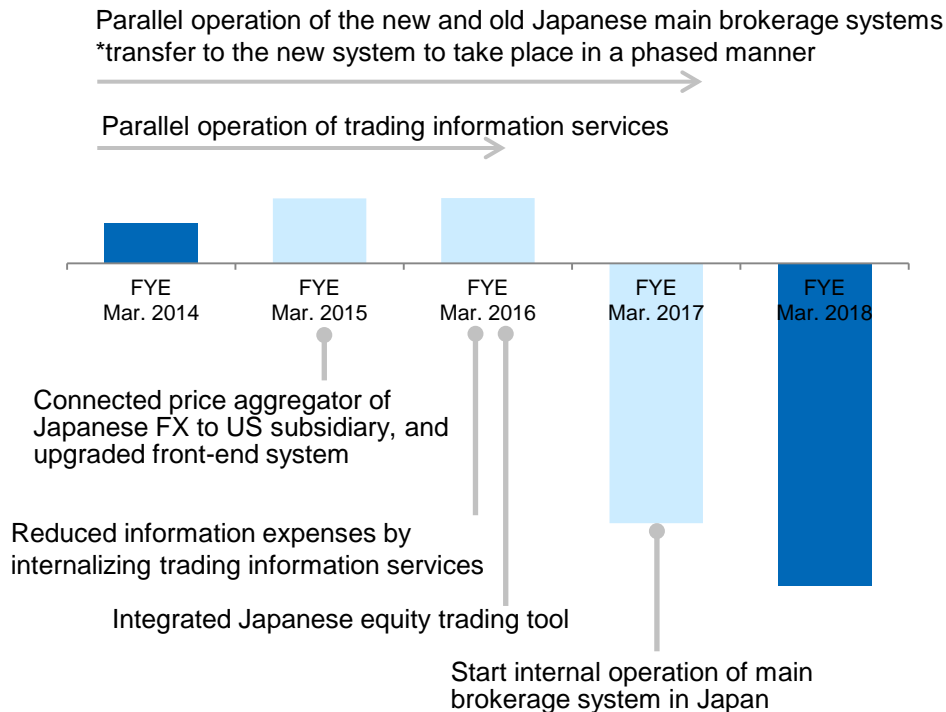 Parallel operation of the new and old Japanese main brokerage systems
*transfer to the new system to take place in a phased manner
Parallel operation of trading information services
FYE
Mar. 2014
FYE
Mar. 2015
FYE
Mar. 2016
FYE
Mar. 2017
FYE
Mar. 2018
Connected price aggregator of
Japanese FX to US subsidiary, and
upgraded front-end system
Reduced information expenses by
internalizing trading information services
Integrated Japanese equity trading tool
Start internal operation of main
brokerage system in Japan